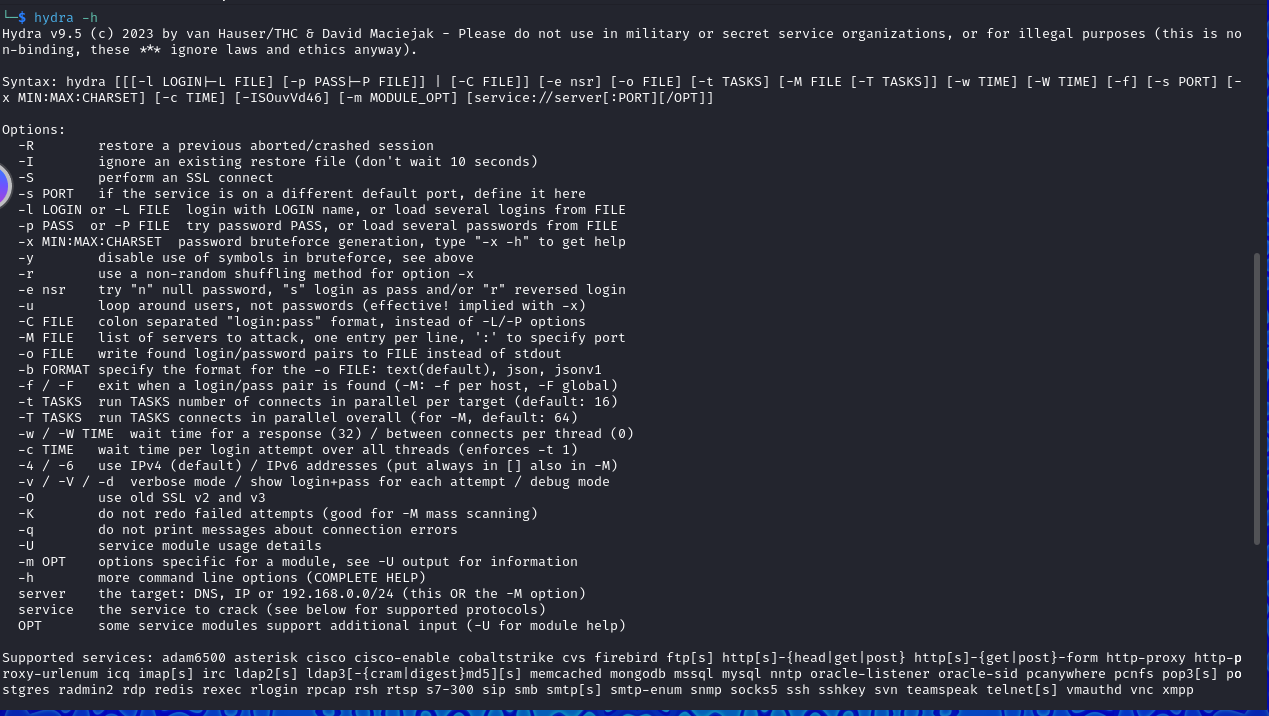 └─$ hydra -h
Hydra v9.5 (c) 2023 by van Hauser/THC & David Maciejak - Please do not use in military or secret service organizations, or for illegal purposes (this is no
n-binding, these *** ignore laws and ethics anyway).

Syntax: hydra [[[-l LOGIN|-L FILE] [-p PASS|-P FILE]] | [-C FILE]] [-e nsr] [-o FILE] [-t TASKS] [-M FILE [-T TASKS]] [-w TIME] [-W TIME] [-f] [-s PORT] [-
x MIN:MAX:CHARSET] [-c TIME] [-ISOuvVd46] [-m MODULE_OPT] [service://server[:PORT][/OPT]]

Options:
  -R        restore a previous aborted/crashed session
  -I        ignore an existing restore file (don't wait 10 seconds)
  -S        perform an SSL connect
  -s PORT   if the service is on a different default port, define it here
  -l LOGIN or -L FILE  login with LOGIN name, or load several logins from FILE
  -p PASS  or -P FILE  try password PASS, or load several passwords from FILE
  -x MIN:MAX:CHARSET  password bruteforce generation, type "-x -h" to get help
  -y        disable use of symbols in bruteforce, see above
  -r        use a non-random shuffling method for option -x
  -e nsr    try "n" null password, "s" login as pass and/or "r" reversed login
  -u        loop around users, not passwords (effective! implied with -x)
  -C FILE   colon separated "login:pass" format, instead of -L/-P options
  -M FILE   list of servers to attack, one entry per line, ':' to specify port
  -o FILE   write found login/password pairs to FILE instead of stdout
  -b FORMAT specify the format for the -o FILE: text(default), json, jsonv1
  -f / -F   exit when a login/pass pair is found (-M: -f per host, -F global)
  -t TASKS  run TASKS number of connects in parallel per target (default: 16)
  -T TASKS  run TASKS connects in parallel overall (for -M, default: 64)
  -w / -W TIME  wait time for a response (32) / between connects per thread (0)
  -c TIME   wait time per login attempt over all threads (enforces -t 1)
  -4 / -6   use IPv4 (default) / IPv6 addresses (put always in [] also in -M)
  -v / -V / -d  verbose mode / show login+pass for each attempt / debug mode
  -O        use old SSL v2 and v3
  -K        do not redo failed attempts (good for -M mass scanning)
  -q        do not print messages about connection errors
  -U        service module usage details
  -m OPT    options specific for a module, see -U output for information
  -h        more command line options (COMPLETE HELP)
  server    the target: DNS, IP or 192.168.0.0/24 (this OR the -M option)
  service   the service to crack (see below for supported protocols)
  OPT       some service modules support additional input (-U for module help)

Supported services: adam6500 asterisk cisco cisco-enable cobaltstrike cvs firebird ftp[s] http[s]-{head|get|post} http[s]-{get|post}-form http-proxy http-p
roxy-urlenum icq imap[s] irc ldap2[s] ldap3[-{cram|digest}md5][s] memcached mongodb mssql mysql nntp oracle-listener oracle-sid pcanywhere pcnfs pop3[s] po
stgres radmin2 rdp redis rexec rlogin rpcap rsh rtsp s7-300 sip smb smtp[s] smtp-enum snmp socks5 ssh sshkey svn teamspeak telnet[s] vmauthd vnc xmpp